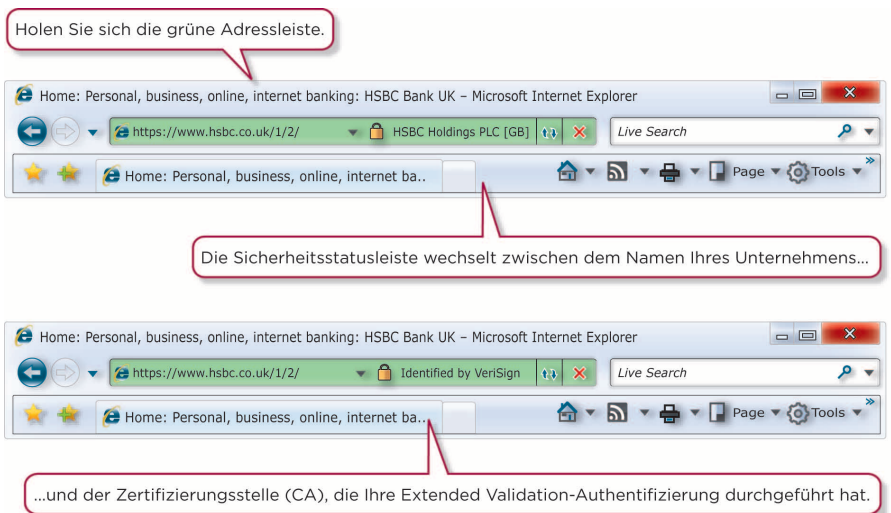 Holen Sie sich die grüne Adressleiste.
Home: Personal, business, online, internet banking: HSBC Bank UK – Microsoft Internet Explorer
https://www.hsbc.co.uk/1/2/ HSBC Holdings PLC [GB] Live Search
Home: Personal, business, online, internet ba.. Page Tools »
Die Sicherheitsstatusleiste wechselt zwischen dem Namen Ihres Unternehmens...
Home: Personal, business, online, internet banking: HSBC Bank UK – Microsoft Internet Explorer
https://www.hsbc.co.uk/1/2/ Identified by VeriSign Live Search
Home: Personal, business, online, internet ba.. Page Tools »
...und der Zertifizierungsstelle (CA), die Ihre Extended Validation-Authentifizierung durchgeführt hat.